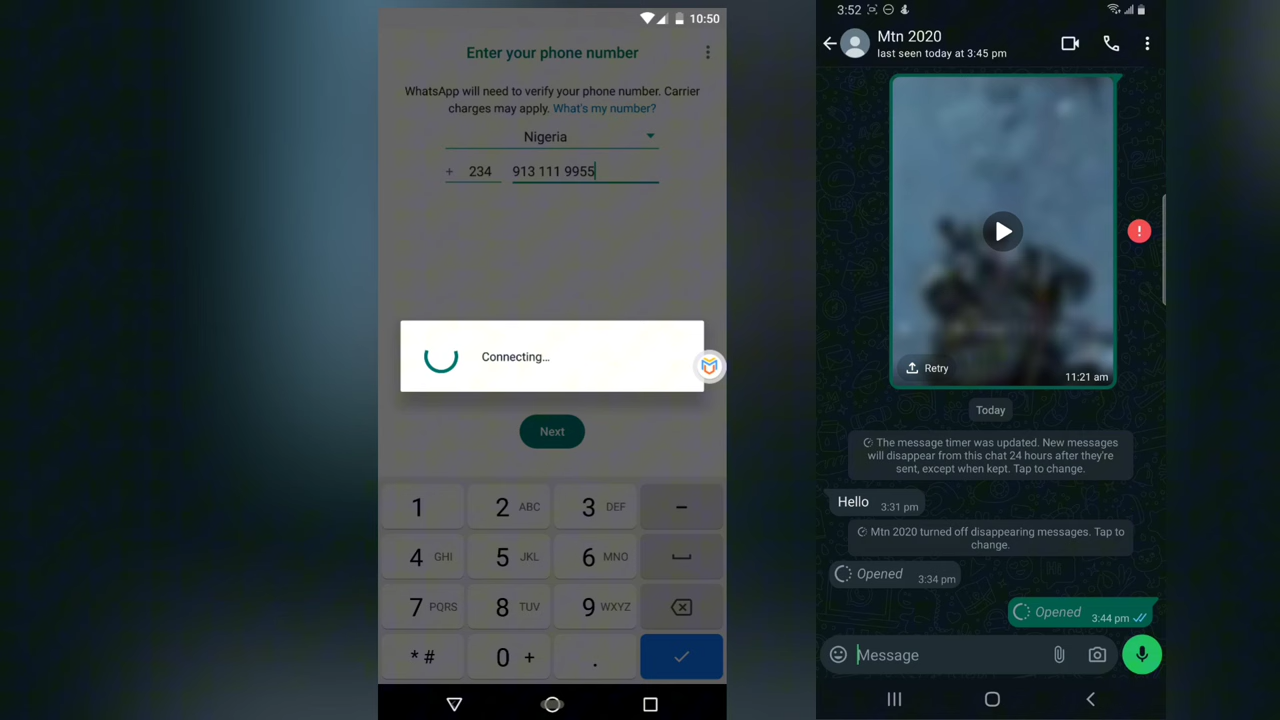 10:50
Enter your phone number
WhatsApp will need to verify your phone number. Carrier
charges may apply. What's my number?
Nigeria
+ 234 913 111 9955
Connecting...
Next
1 2 ABC 3 DEF –
4 GHI 5 JKL 6 MNO
7 PQRS 8 TUV 9 WXYZ
* # 0 + .
3:52
Mtn 2020
last seen today at 3:45 pm
Retry
11:21 am
Today
The message timer was updated. New messages
will disappear from this chat 24 hours after they're
sent, except when kept. Tap to change.
Hello 3:31 pm
Mtn 2020 turned off disappearing messages. Tap to
change.
Opened 3:34 pm
Opened 3:44 pm
Message